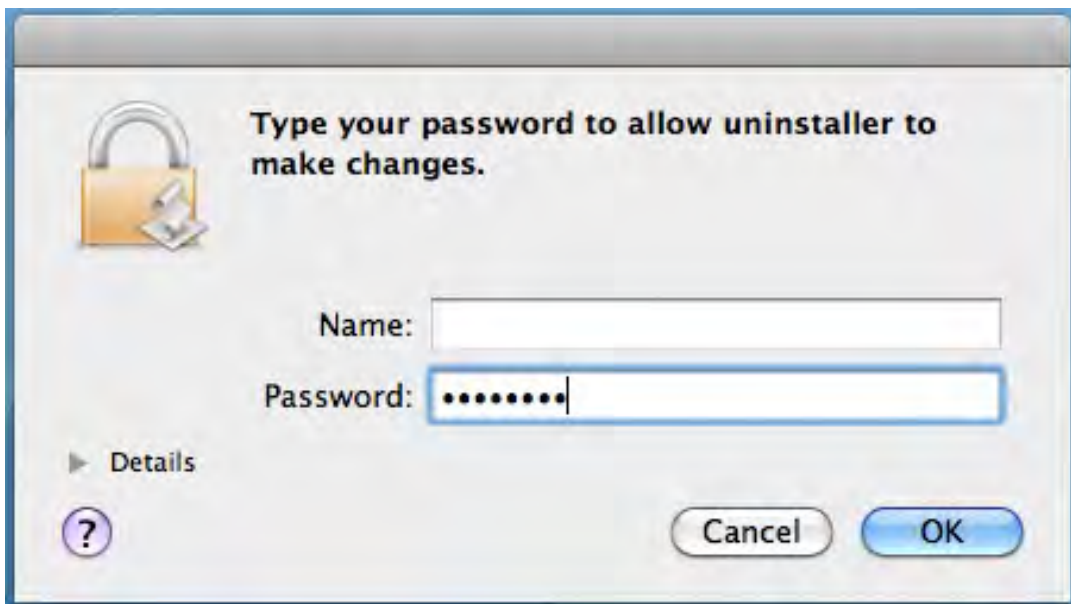 Type your password to allow uninstaller to
make changes.
Name:
Password: ••••••••
Details
?
Cancel
OK